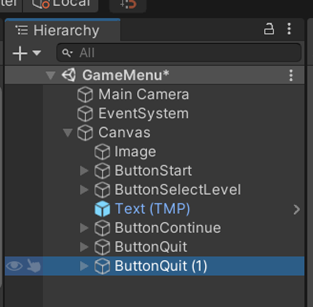 Local
Hierarchy
All
GameMenu*
Main Camera
EventSystem
Canvas
Image
ButtonStart
ButtonSelectLevel
Text (TMP)
ButtonContinue
ButtonQuit
ButtonQuit (1)